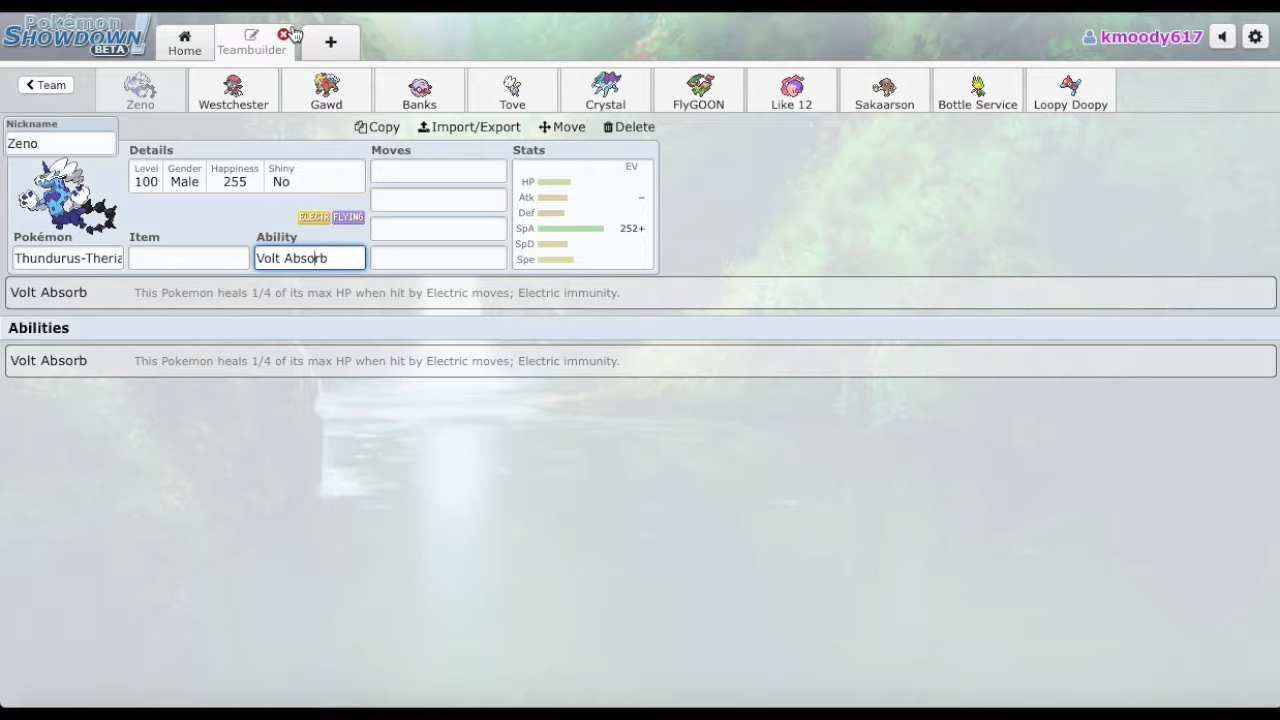 Pokémon
SHOWDOWN
BETA
Home
Teambuilder
kmoody617
Team
Zeno
Westchester
Gawd
Banks
Tove
Crystal
FlyGOON
Like 12
Sakaarson
Bottle Service
Loopy Doopy
Nickname
Zeno
Copy
Import/Export
Move
Delete
Details
Level
Gender
Happiness
Shiny
100
Male
255
No
ELECTR FLYING
Pokémon
Thundurus-Theria
Item
Ability
Volt Absorb
Moves
Stats
EV
HP
Atk –
Def
SpA 252+
SpD
Spe
Volt Absorb This Pokemon heals 1/4 of its max HP when hit by Electric moves; Electric immunity.
Abilities
Volt Absorb This Pokemon heals 1/4 of its max HP when hit by Electric moves; Electric immunity.